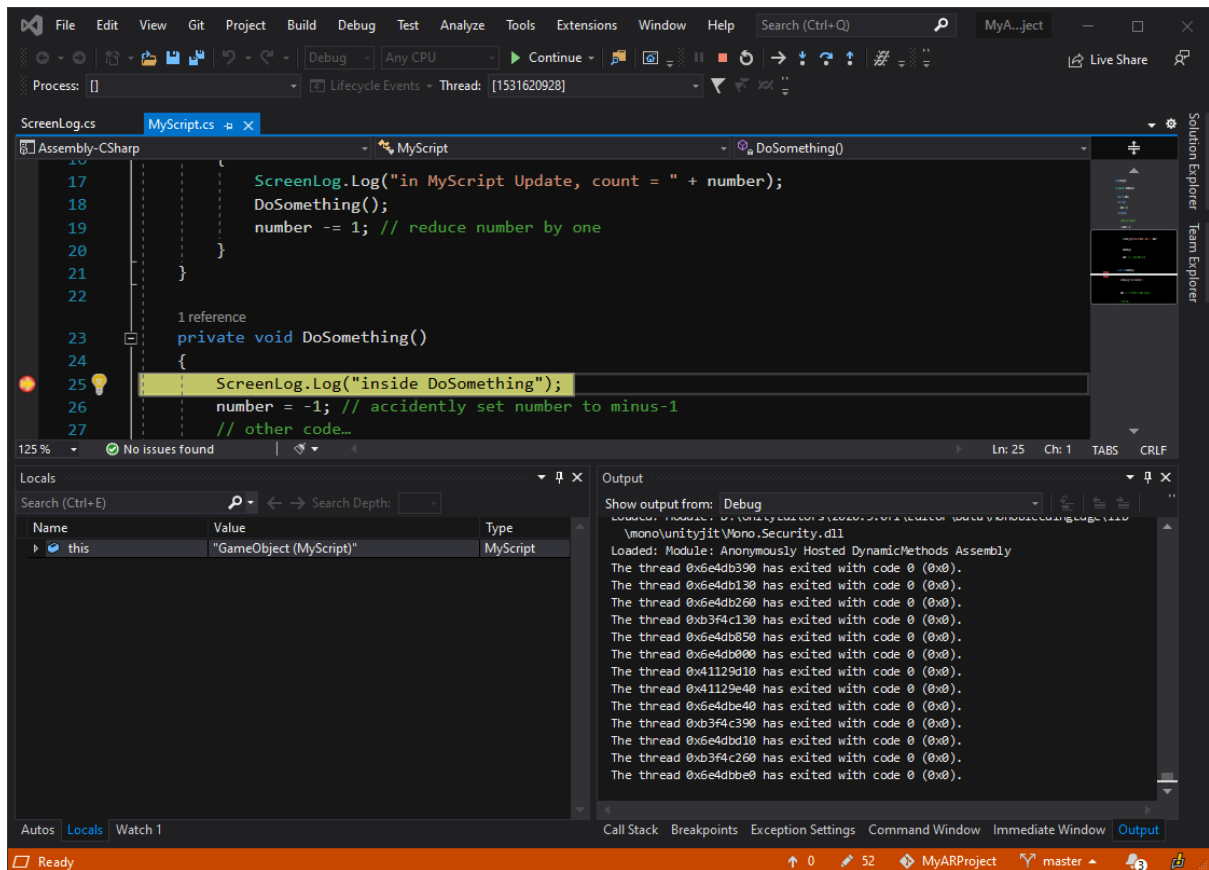 File Edit View Git Project Build Debug Test Analyze Tools Extensions Window Help Search (Ctrl+Q) MyA...ject
Debug Any CPU Continue Live Share
Process: [] Lifecycle Events Thread: [1531620928]
ScreenLog.cs MyScript.cs
Assembly-CSharp MyScript DoSomething()
16 {
17 ScreenLog.Log("in MyScript Update, count = " + number);
18 DoSomething();
19 number -= 1; // reduce number by one
20 }
21 }
22
1 reference
23 private void DoSomething()
24 {
25 ScreenLog.Log("inside DoSomething");
26 number = -1; // accidently set number to minus-1
27 // other code…
125 % No issues found Ln: 25 Ch: 1 TABS CRLF
Solution Explorer
Team Explorer
Locals
Search (Ctrl+E) Search Depth:
Name Value Type
this "GameObject (MyScript)" MyScript
Autos Locals Watch 1
Output
Show output from: Debug
\mono\unityjit\Mono.Security.dll
Loaded: Module: Anonymously Hosted DynamicMethods Assembly
The thread 0x6e4db390 has exited with code 0 (0x0).
The thread 0x6e4db130 has exited with code 0 (0x0).
The thread 0x6e4db260 has exited with code 0 (0x0).
The thread 0xb3f4c130 has exited with code 0 (0x0).
The thread 0x6e4db850 has exited with code 0 (0x0).
The thread 0x6e4db000 has exited with code 0 (0x0).
The thread 0x41129d10 has exited with code 0 (0x0).
The thread 0x41129e40 has exited with code 0 (0x0).
The thread 0x6e4dbe40 has exited with code 0 (0x0).
The thread 0xb3f4c390 has exited with code 0 (0x0).
The thread 0x6e4dbd10 has exited with code 0 (0x0).
The thread 0xb3f4c260 has exited with code 0 (0x0).
The thread 0x6e4dbbe0 has exited with code 0 (0x0).
Call Stack Breakpoints Exception Settings Command Window Immediate Window Output
Ready 0 52 MyARProject master 3